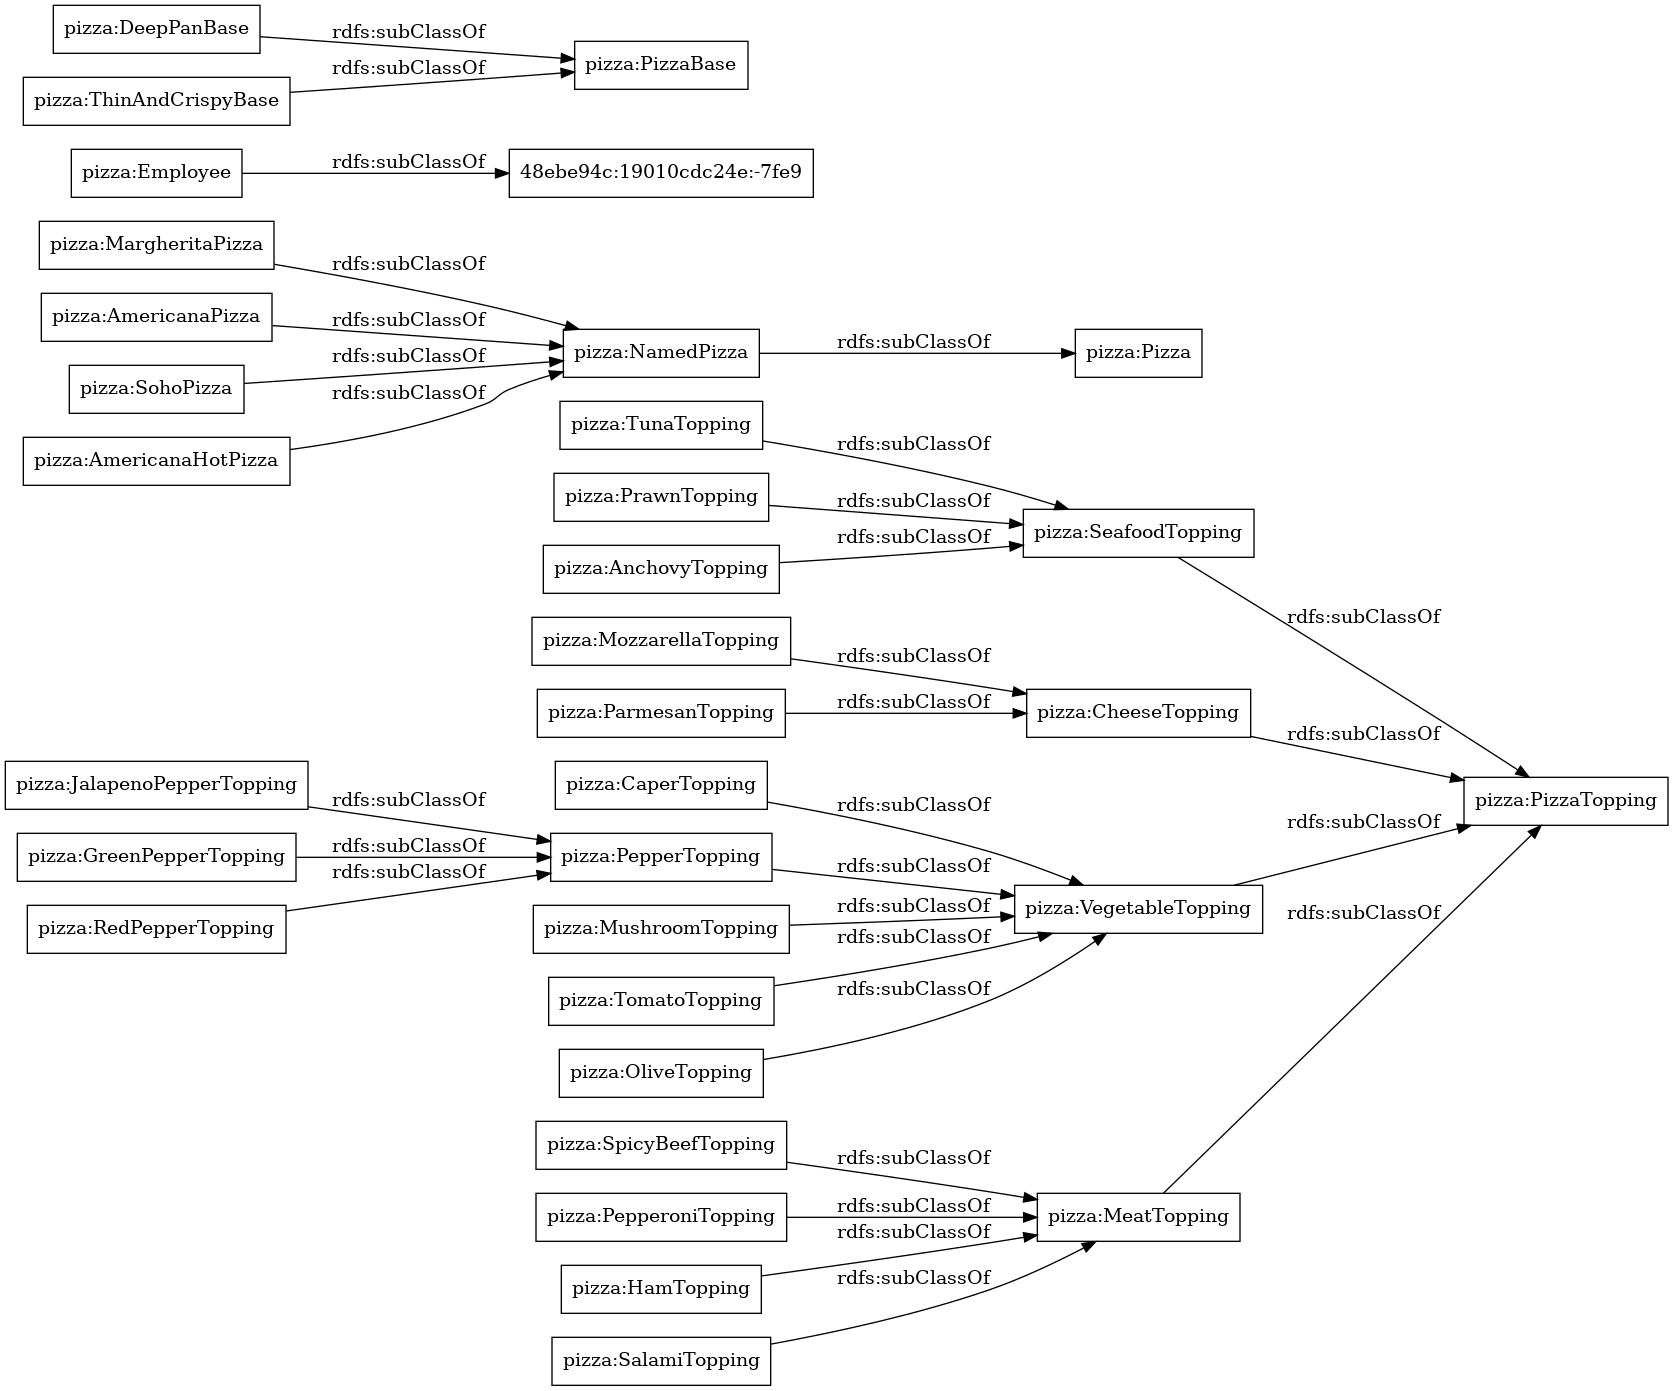 pizza:DeepPanBase
rdfs:subClassOf
pizza:PizzaBase
rdfs:subClassOf
pizza:ThinAndCrispyBase
pizza:Employee
rdfs:subClassOf
48ebe94c:19010cdc24e:-7fe9
pizza:MargheritaPizza
rdfs:subClassOf
pizza:AmericanaPizza
rdfs:subClassOf
pizza:NamedPizza
rdfs:subClassOf
pizza:Pizza
rdfs:subClassOf
pizza:SohoPizza
rdfs:subClassOf
pizza:AmericanaHotPizza
pizza:TunaTopping
rdfs:subClassOf
pizza:PrawnTopping
rdfs:subClassOf
pizza:SeafoodTopping
rdfs:subClassOf
pizza:AnchovyTopping
rdfs:subClassOf
pizza:MozzarellaTopping
rdfs:subClassOf
pizza:ParmesanTopping
rdfs:subClassOf
pizza:CheeseTopping
rdfs:subClassOf
pizza:JalapenoPepperTopping
rdfs:subClassOf
pizza:CaperTopping
rdfs:subClassOf
pizza:PizzaTopping
rdfs:subClassOf
pizza:GreenPepperTopping
rdfs:subClassOf
pizza:PepperTopping
rdfs:subClassOf
rdfs:subClassOf
pizza:RedPepperTopping
pizza:MushroomTopping
rdfs:subClassOf
pizza:VegetableTopping
rdfs:subClassOf
rdfs:subClassOf
pizza:TomatoTopping
rdfs:subClassOf
pizza:OliveTopping
pizza:SpicyBeefTopping
rdfs:subClassOf
pizza:PepperoniTopping
rdfs:subClassOf
pizza:MeatTopping
rdfs:subClassOf
pizza:HamTopping
rdfs:subClassOf
pizza:SalamiTopping